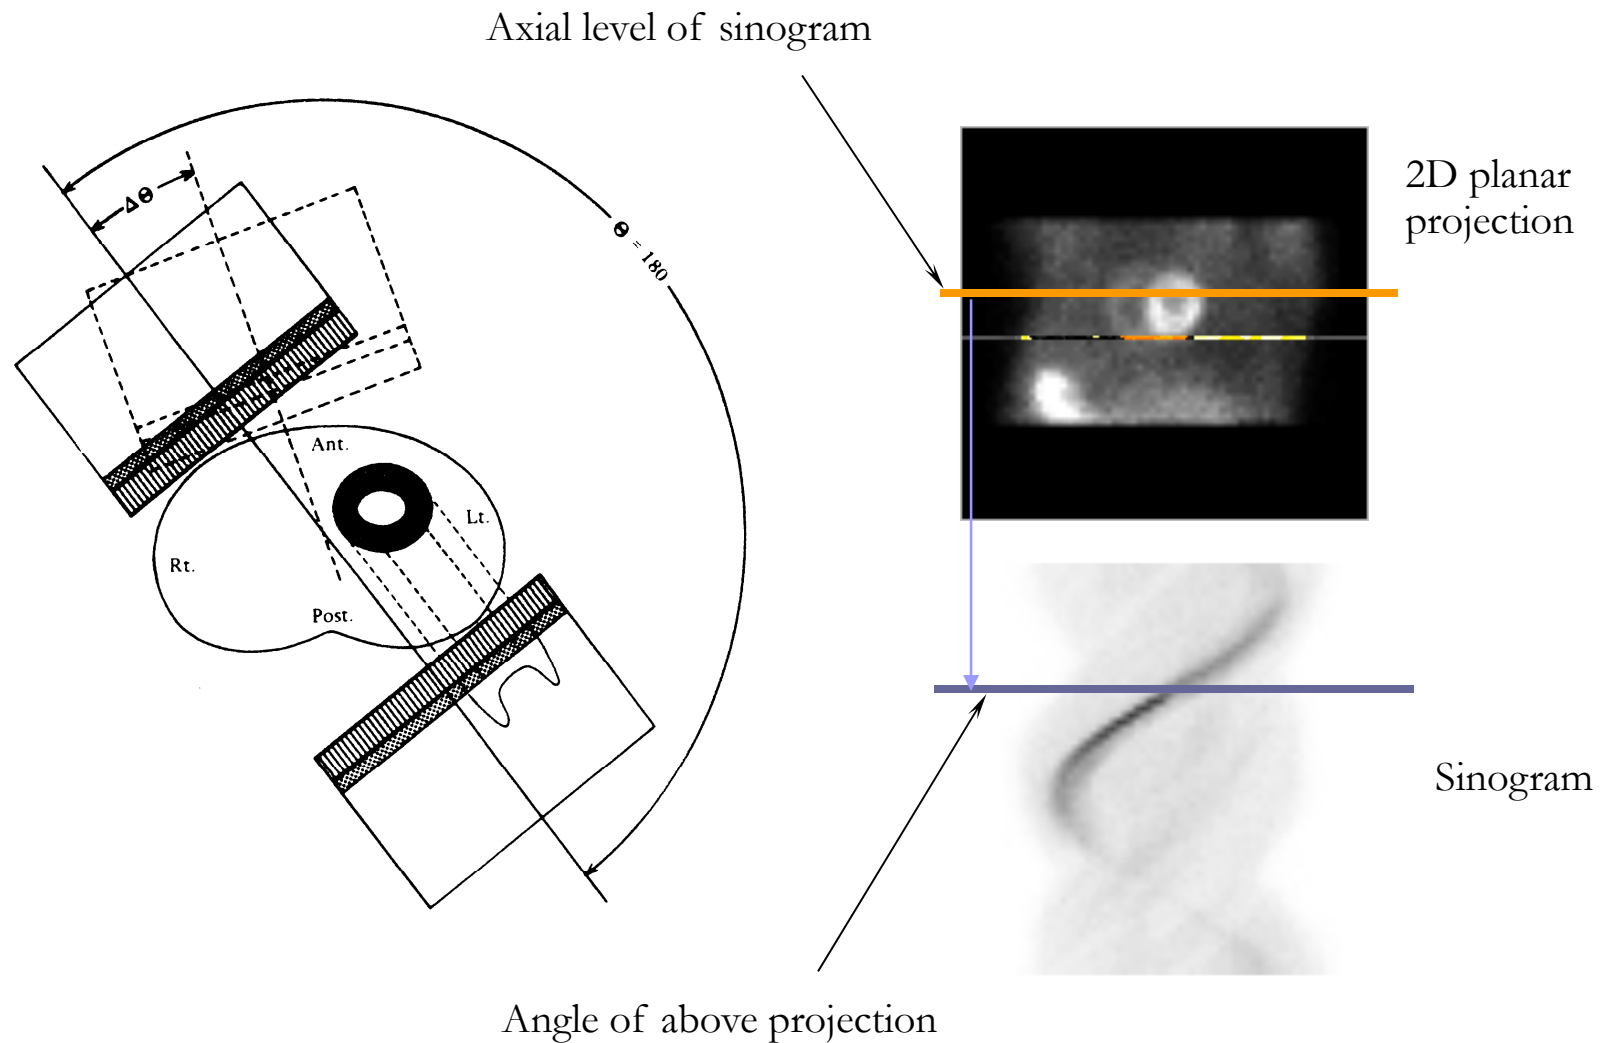 Axial level of sinogram
2D planar
projection
ΔΘ
Θ = 180
Ant.
Lt.
Rt.
Post.
Sinogram
Angle of above projection